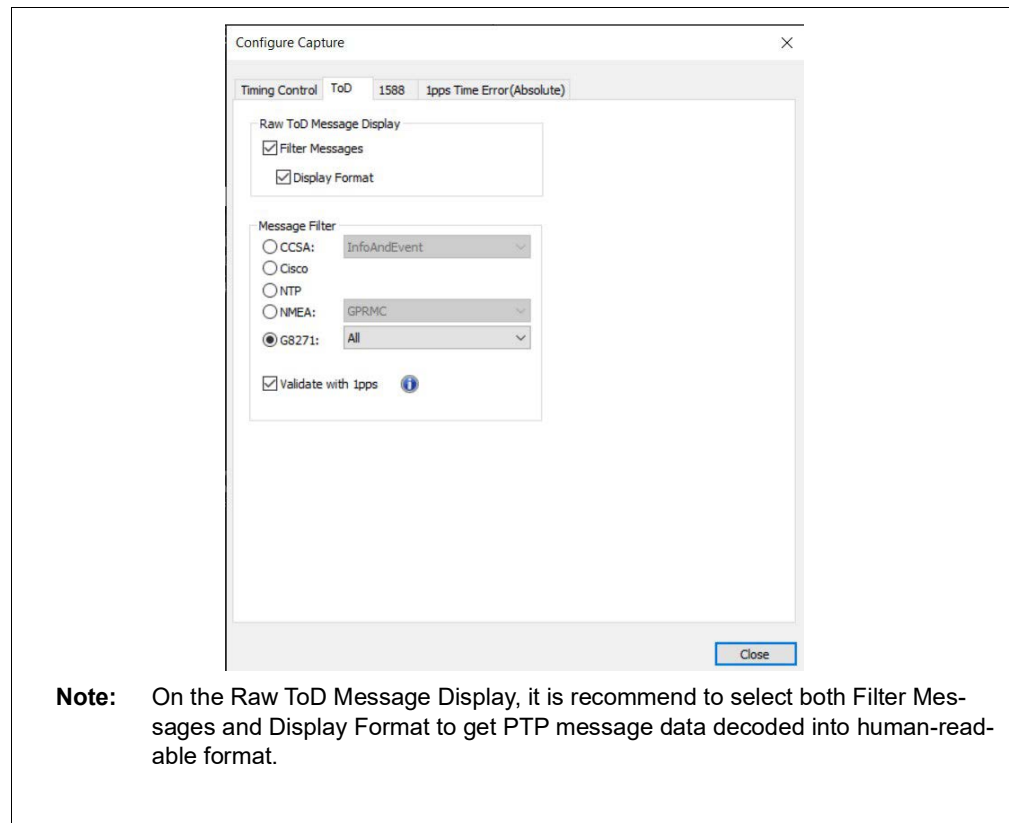 Configure Capture
Timing Control ToD 1588 1pps Time Error(Absolute)
Raw ToD Message Display
Filter Messages
Display Format
Message Filter
CCSA: InfoAndEvent
Cisco
NTP
NMEA: GPRMC
G8271: All
Validate with 1pps
Close
Note: On the Raw ToD Message Display, it is recommend to select both Filter Mes-
sages and Display Format to get PTP message data decoded into human-read-
able format.